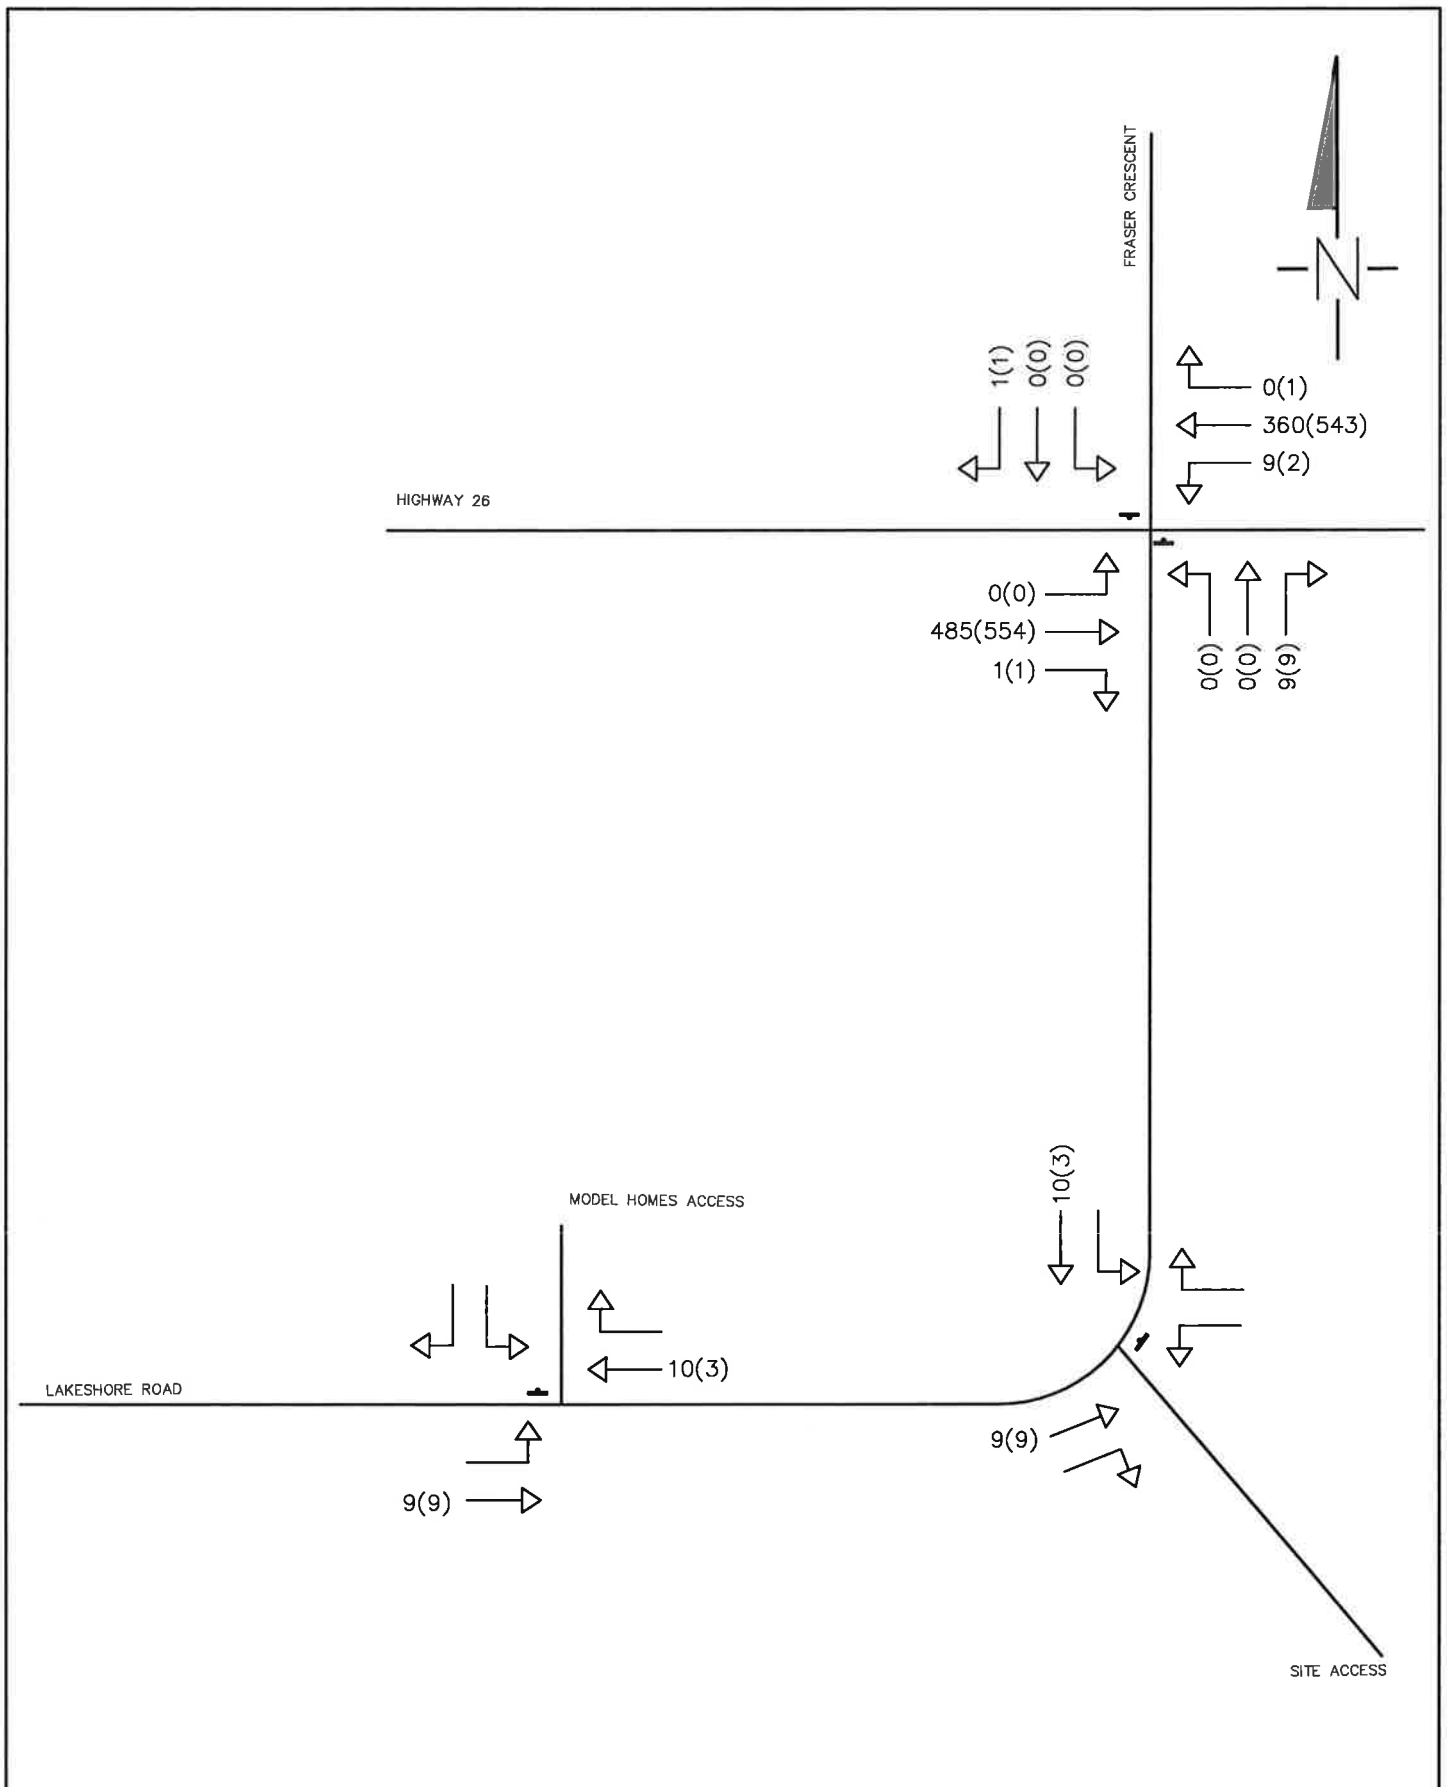 FRASER CRESCENT
N
1(1)
0(0)
0(0)
0(1)
360(543)
9(2)
HIGHWAY 26
0(0)
485(554)
1(1)
0(0)
0(0)
9(9)
10(3)
MODEL HOMES ACCESS
10(3)
LAKESHORE ROAD
9(9)
9(9)
SITE ACCESS